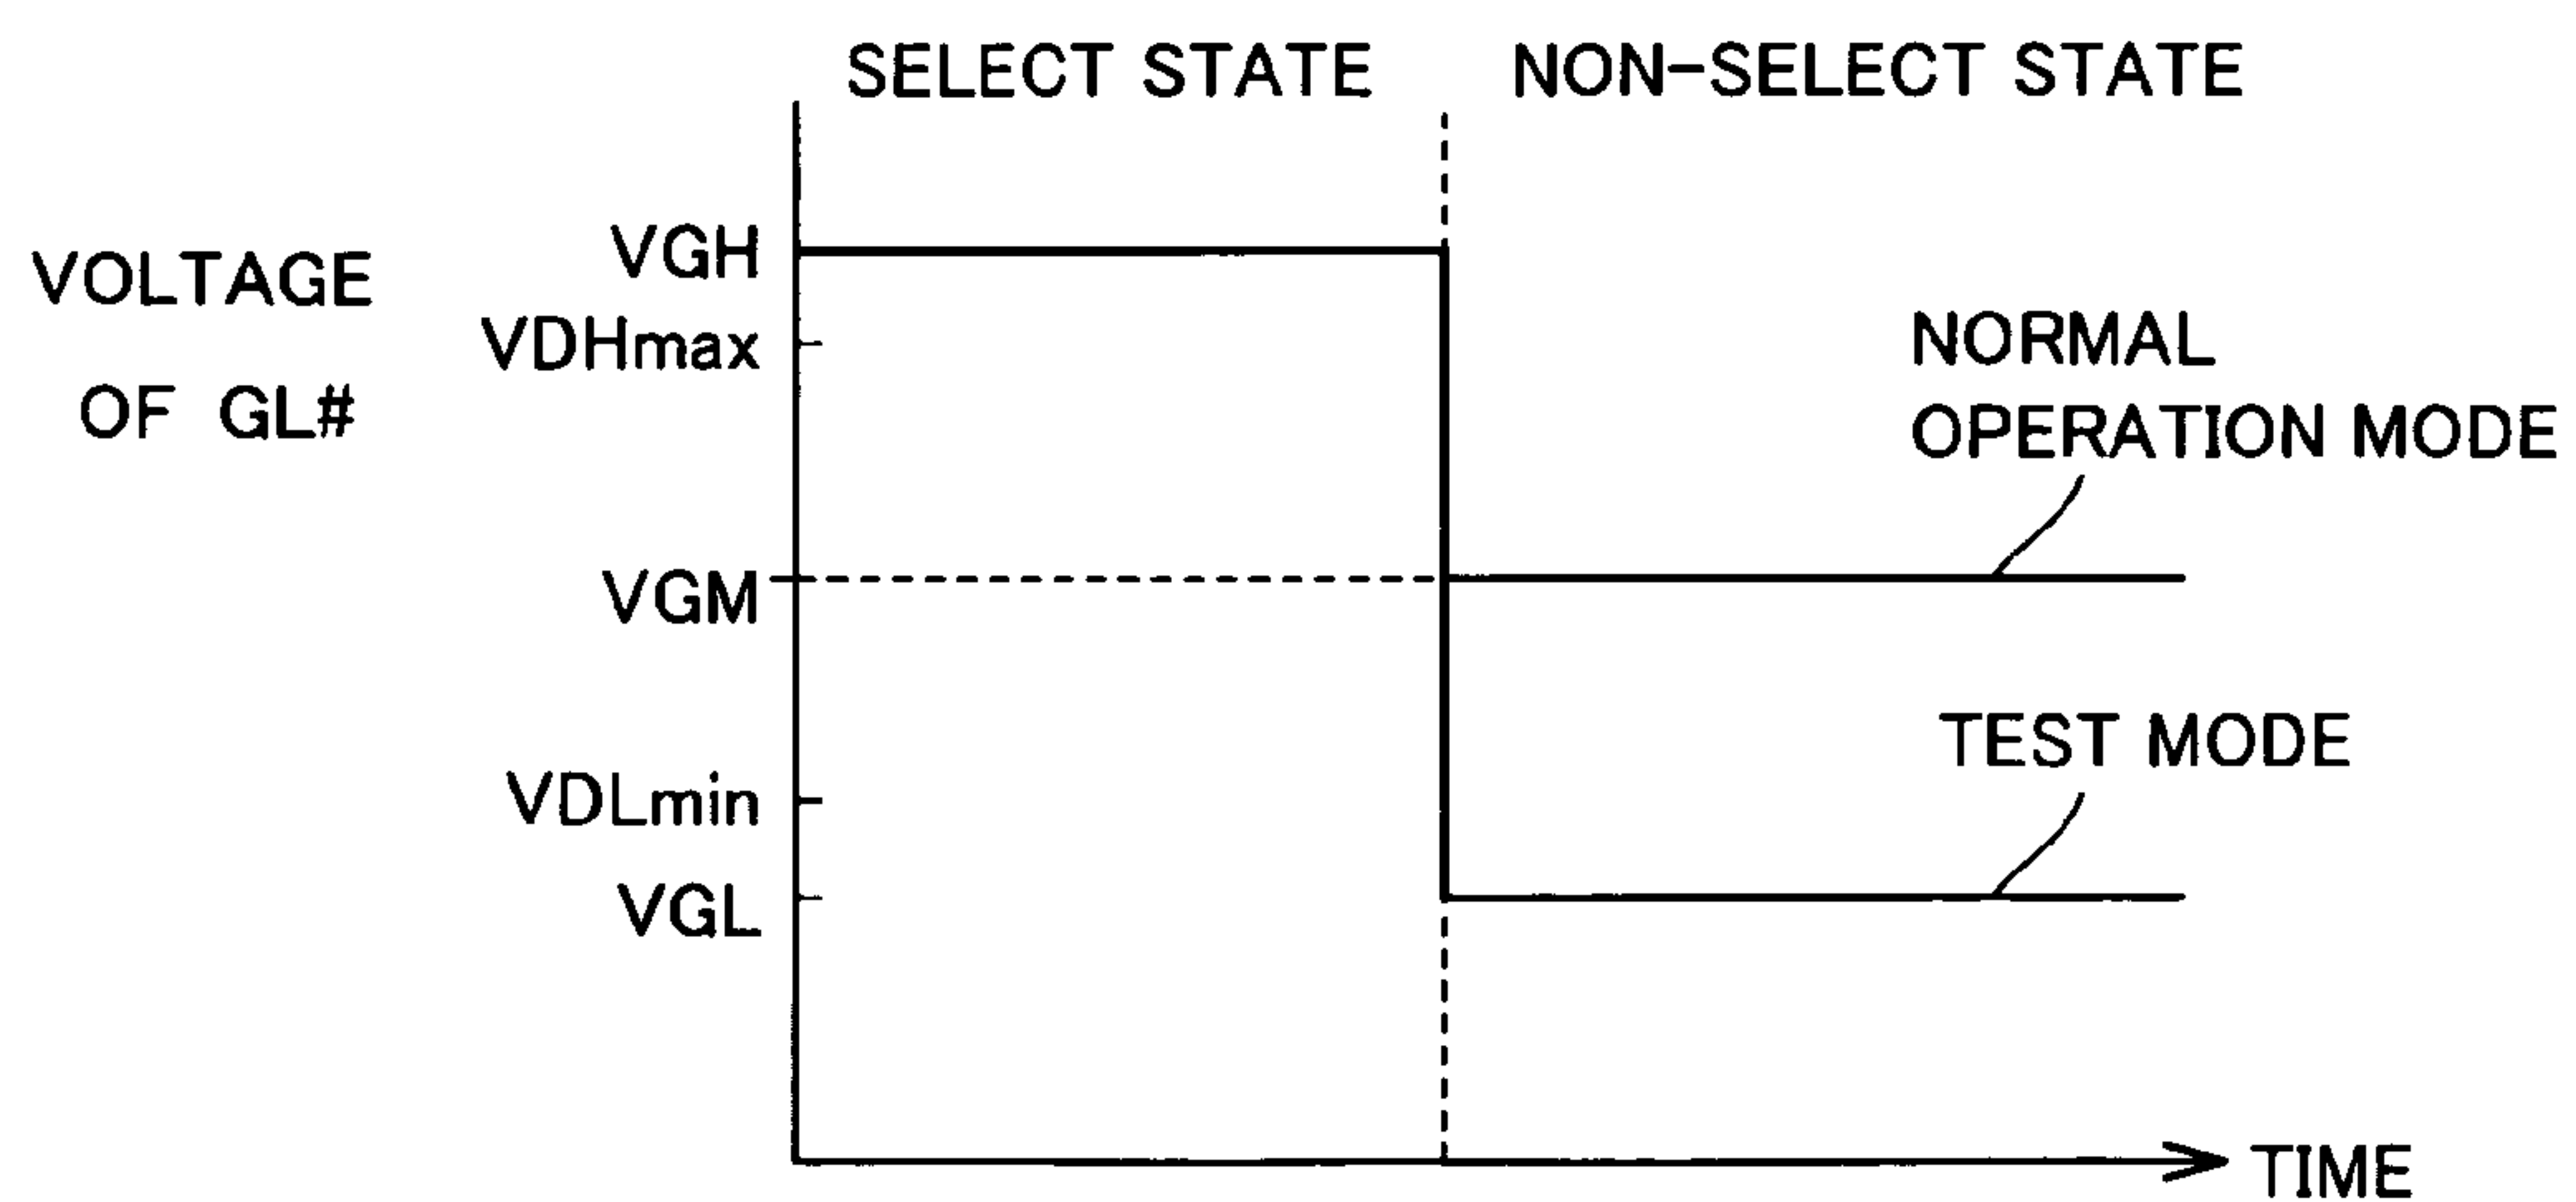 SELECT STATE
NON-SELECT STATE
VOLTAGE
OF GL#
VGH
VDHmax
VGM
VDLmin
VGL
NORMAL
OPERATION MODE
TEST MODE
TIME